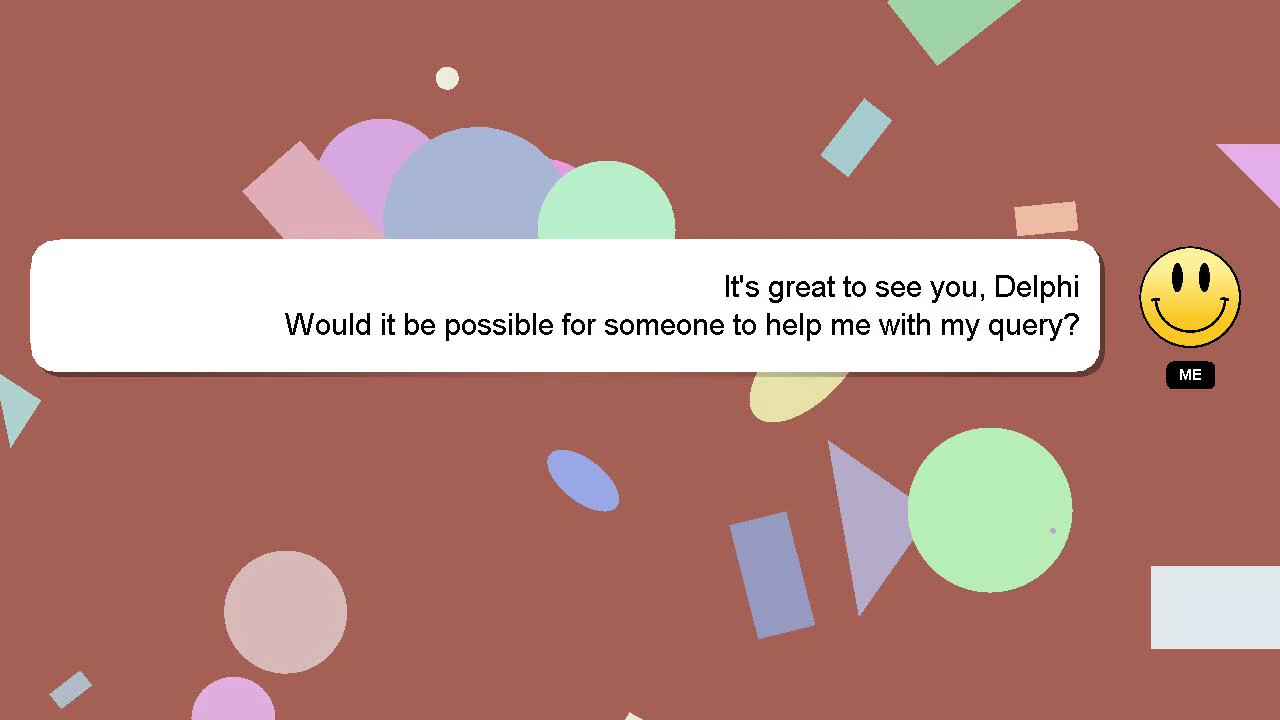 It's great to see you, Delphi
Would it be possible for someone to help me with my query?
ME